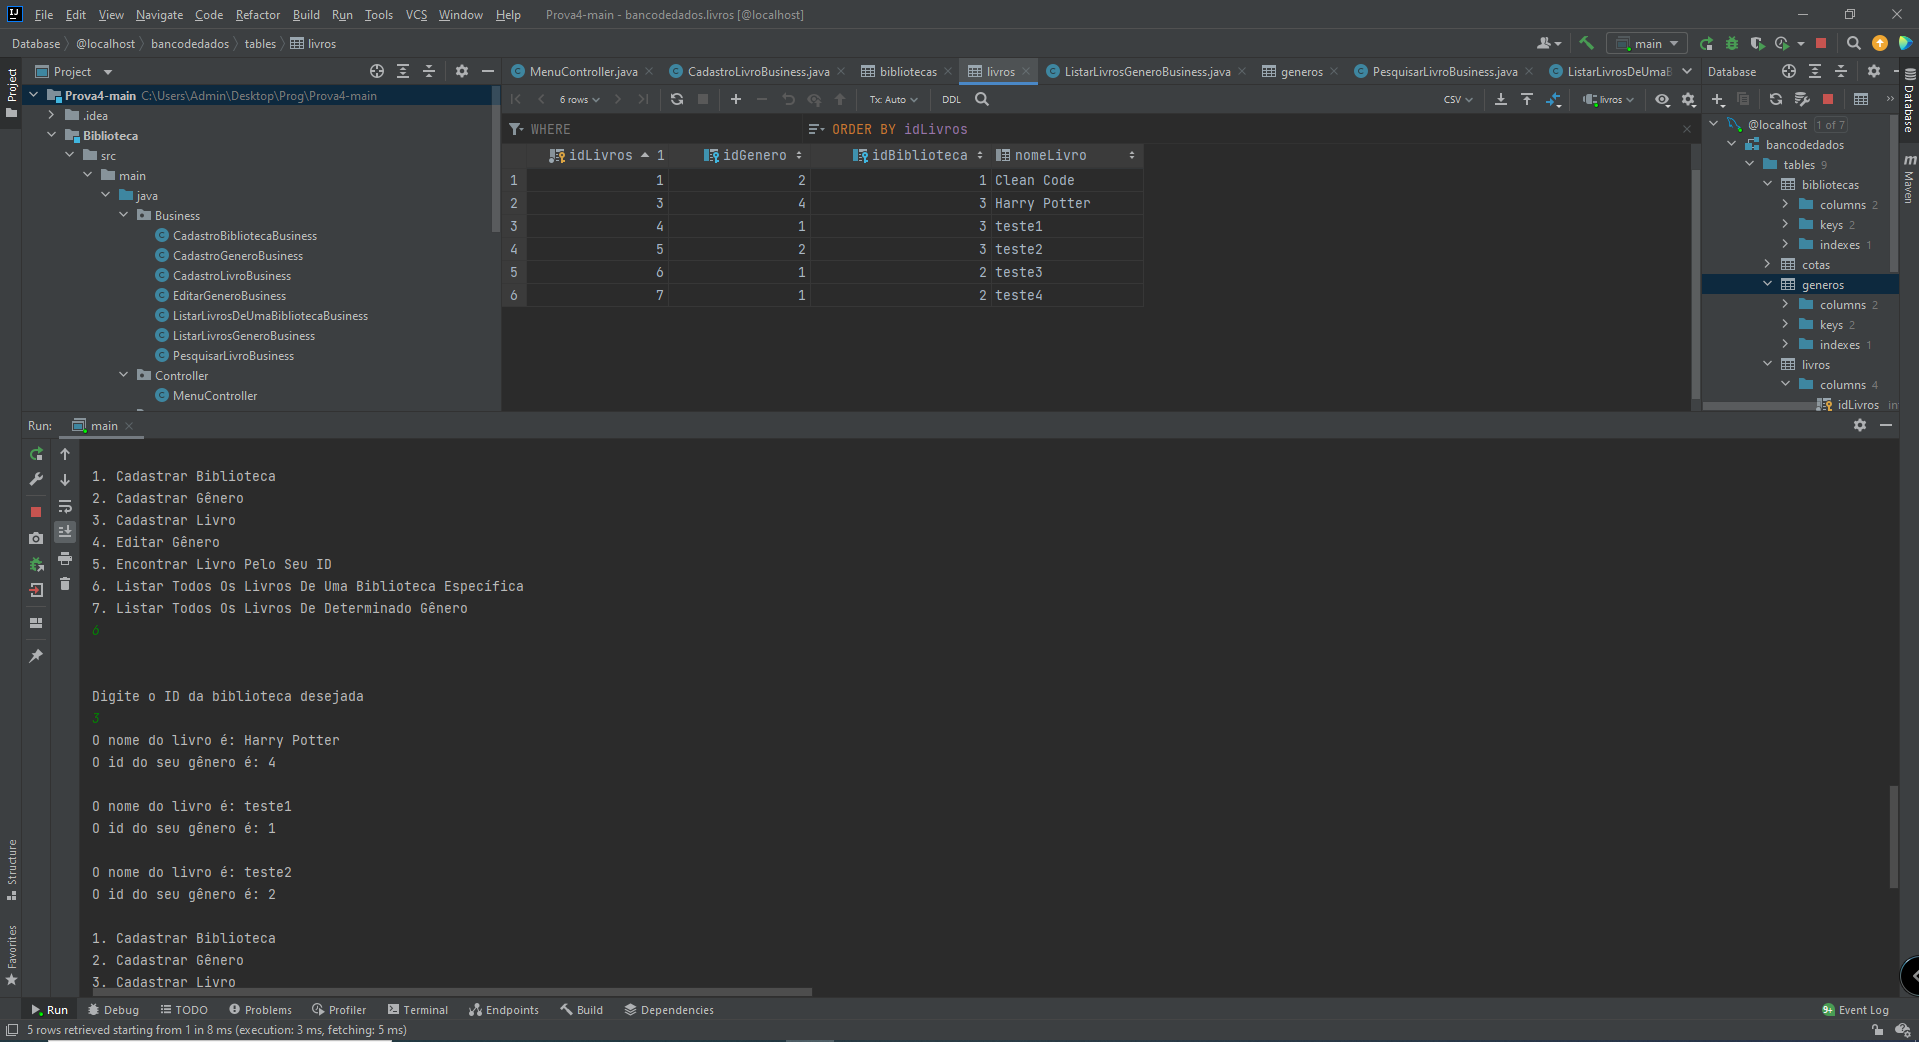 File Edit View Navigate Code Refactor Build Run Tools VCS Window Help Prova4-main - bancodedados.livros [@localhost]
Database @localhost bancodedados tables livros
main
Project
MenuController.java CadastroLivroBusiness.java bibliotecas livros ListarLivrosGeneroBusiness.java generos PesquisarLivroBusiness.java ListarLivrosDeUmaB
Database
Prova4-main C:\Users\Admin\Desktop\Prog\Prova4-main
.idea
Biblioteca
src
main
java
Business
CadastroBibliotecaBusiness
CadastroGeneroBusiness
CadastroLivroBusiness
EditarGeneroBusiness
ListarLivrosDeUmaBibliotecaBusiness
ListarLivrosGeneroBusiness
PesquisarLivroBusiness
Controller
MenuController
6 rows Tx: Auto DDL CSV livros
WHERE ORDER BY idLivros
idLivros 1 idGenero idBiblioteca nomeLivro
1 1 2 1 Clean Code
2 3 4 3 Harry Potter
3 4 1 3 teste1
4 5 2 3 teste2
5 6 1 2 teste3
6 7 1 2 teste4
@localhost 1 of 7
bancodedados
tables 9
bibliotecas
columns 2
keys 2
indexes 1
cotas
generos
columns 2
keys 2
indexes 1
livros
columns 4
idLivros in
Project
Structure
Favorites
Database
m Maven
Run: main
1. Cadastrar Biblioteca
2. Cadastrar Gênero
3. Cadastrar Livro
4. Editar Gênero
5. Encontrar Livro Pelo Seu ID
6. Listar Todos Os Livros De Uma Biblioteca Específica
7. Listar Todos Os Livros De Determinado Gênero
6
Digite o ID da biblioteca desejada
3
O nome do livro é: Harry Potter
O id do seu gênero é: 4
O nome do livro é: teste1
O id do seu gênero é: 1
O nome do livro é: teste2
O id do seu gênero é: 2
1. Cadastrar Biblioteca
2. Cadastrar Gênero
3. Cadastrar Livro
Run Debug TODO Problems Profiler Terminal Endpoints Build Dependencies 9+ Event Log
5 rows retrieved starting from 1 in 8 ms (execution: 3 ms, fetching: 5 ms)